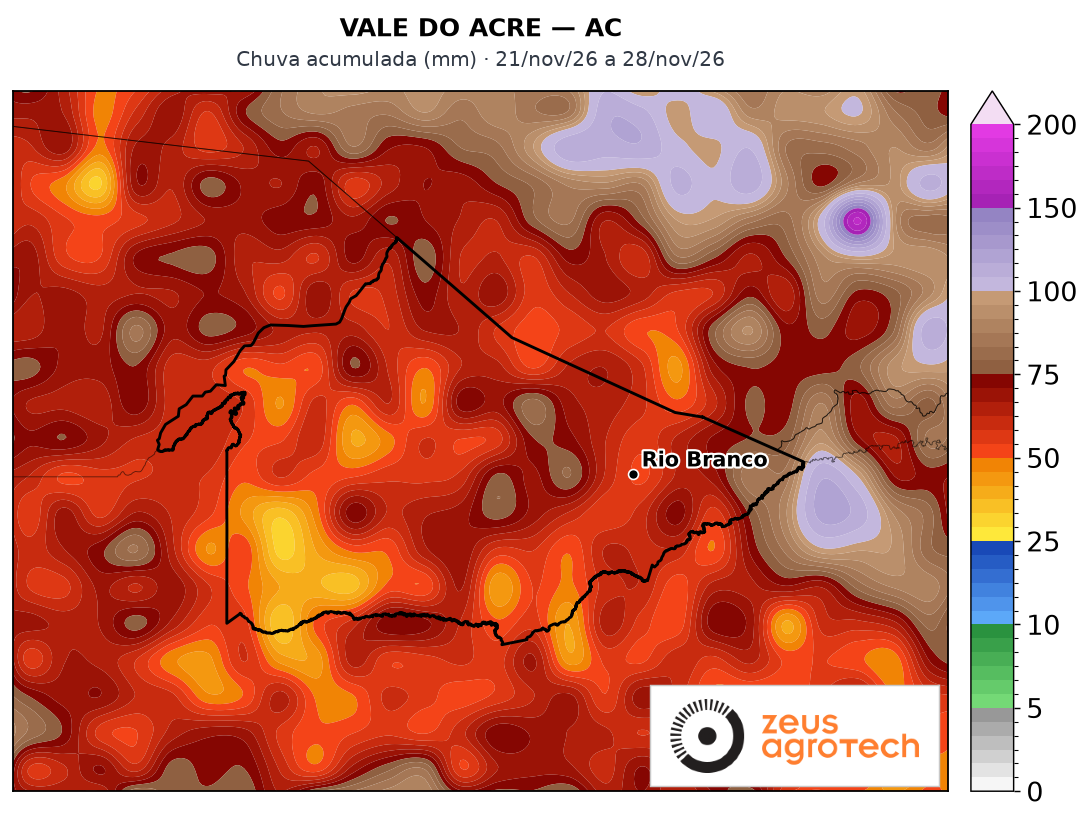 VALE DO ACRE — AC
Chuva acumulada (mm) · 21/nov/26 a 28/nov/26
Rio Branco
200
150
100
75
50
25
10
5
0
zeus
agrotech